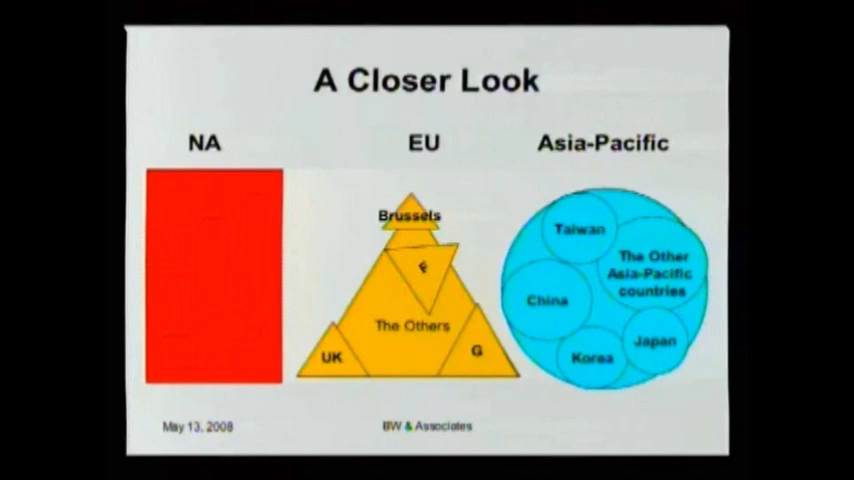 A Closer Look
NA
EU
Asia-Pacific
Brussels
F
The Others
UK
G
Taiwan
The Other
Asia-Pacific
countries
China
Japan
Korea
May 13, 2008
BW & Associates